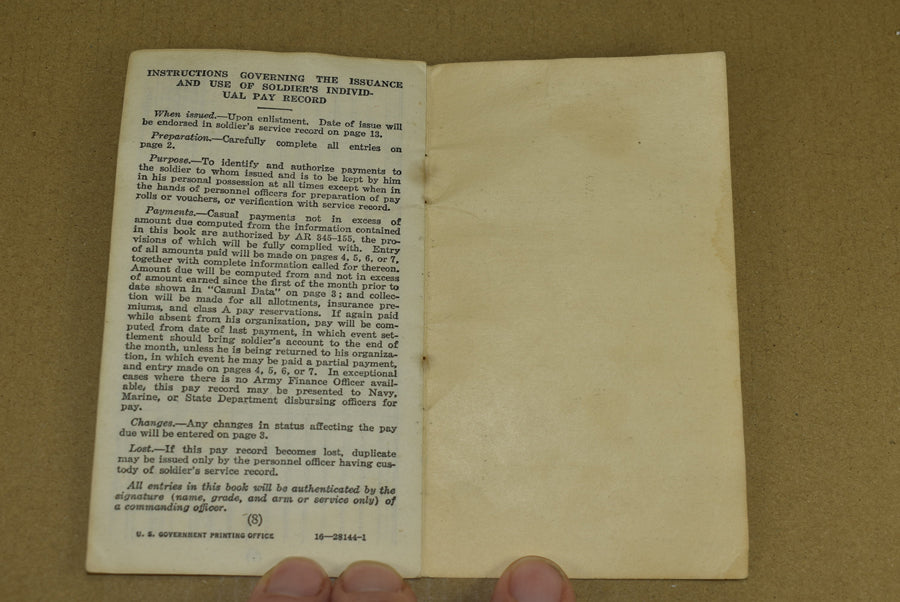 INSTRUCTIONS GOVERNING THE ISSUANCE
AND USE OF SOLDIER'S INDIVID-
UAL PAY RECORD
When issued.—Upon enlistment. Date of issue will
be endorsed in soldier's service record on page 13.
Preparation.—Carefully complete all entries on
page 2.
Purpose.—To identify and authorize payments to
the soldier to whom issued and is to be kept by him
in his personal possession at all times except when in
the hands of personnel officers for preparation of pay
rolls or vouchers, or verification with service record.
Payments.—Casual payments not in excess of
amount due computed from the information contained
in this book are authorized by AR 345-155, the pro-
visions of which will be fully complied with. Entry
of all amounts paid will be made on pages 4, 5, 6, or 7,
together with complete information called for thereon.
Amount due will be computed from and not in excess
of amount earned since the first of the month prior to
date shown in "Casual Data" on page 3; and collec-
tion will be made for all allotments, insurance pre-
miums, and class A pay reservations. If again paid
while absent from his organization, pay will be com-
puted from date of last payment, in which event set-
tlement should bring soldier's account to the end of
the month, unless he is being returned to his organiza-
tion, in which event he may be paid a partial payment,
and entry made on pages 4, 5, 6, or 7. In exceptional
cases where there is no Army Finance Officer avail-
able, this pay record may be presented to Navy,
Marine, or State Department disbursing officers for
pay.
Changes.—Any changes in status affecting the pay
due will be entered on page 3.
Lost.—If this pay record becomes lost, duplicate
may be issued only by the personnel officer having cus-
tody of soldier's service record.
All entries in this book will be authenticated by the
signature (name, grade, and arm or service only) of
a commanding officer.
(8)
U. S. GOVERNMENT PRINTING OFFICE 16—28144-1